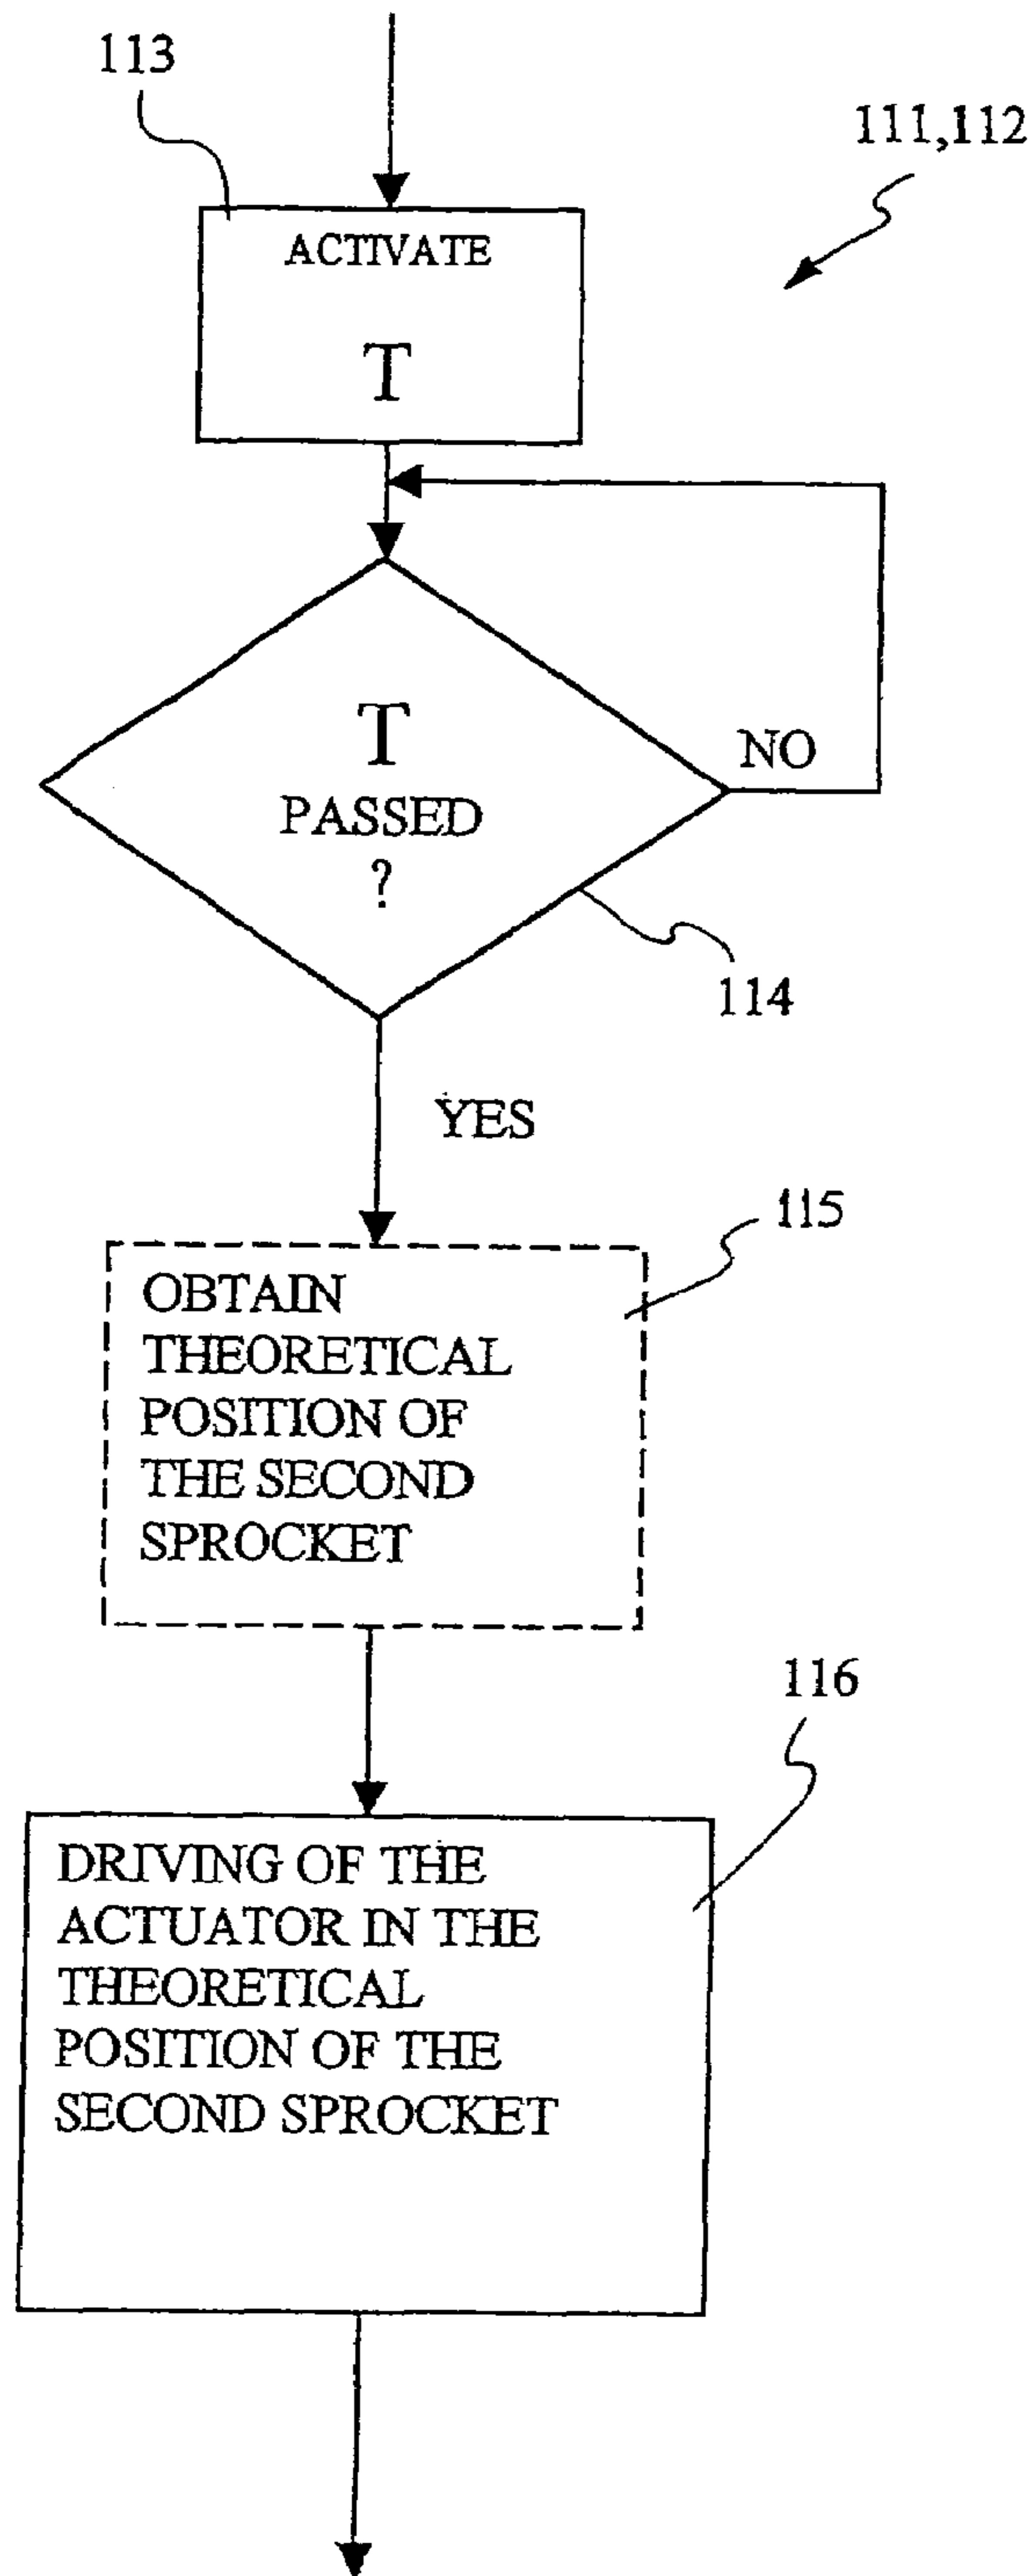 113
111,112
ACTIVATE
T
T
PASSED
?
NO
114
YES
115
OBTAIN
THEORETICAL
POSITION OF
THE SECOND
SPROCKET
116
DRIVING OF THE
ACTUATOR IN THE
THEORETICAL
POSITION OF THE
SECOND SPROCKET